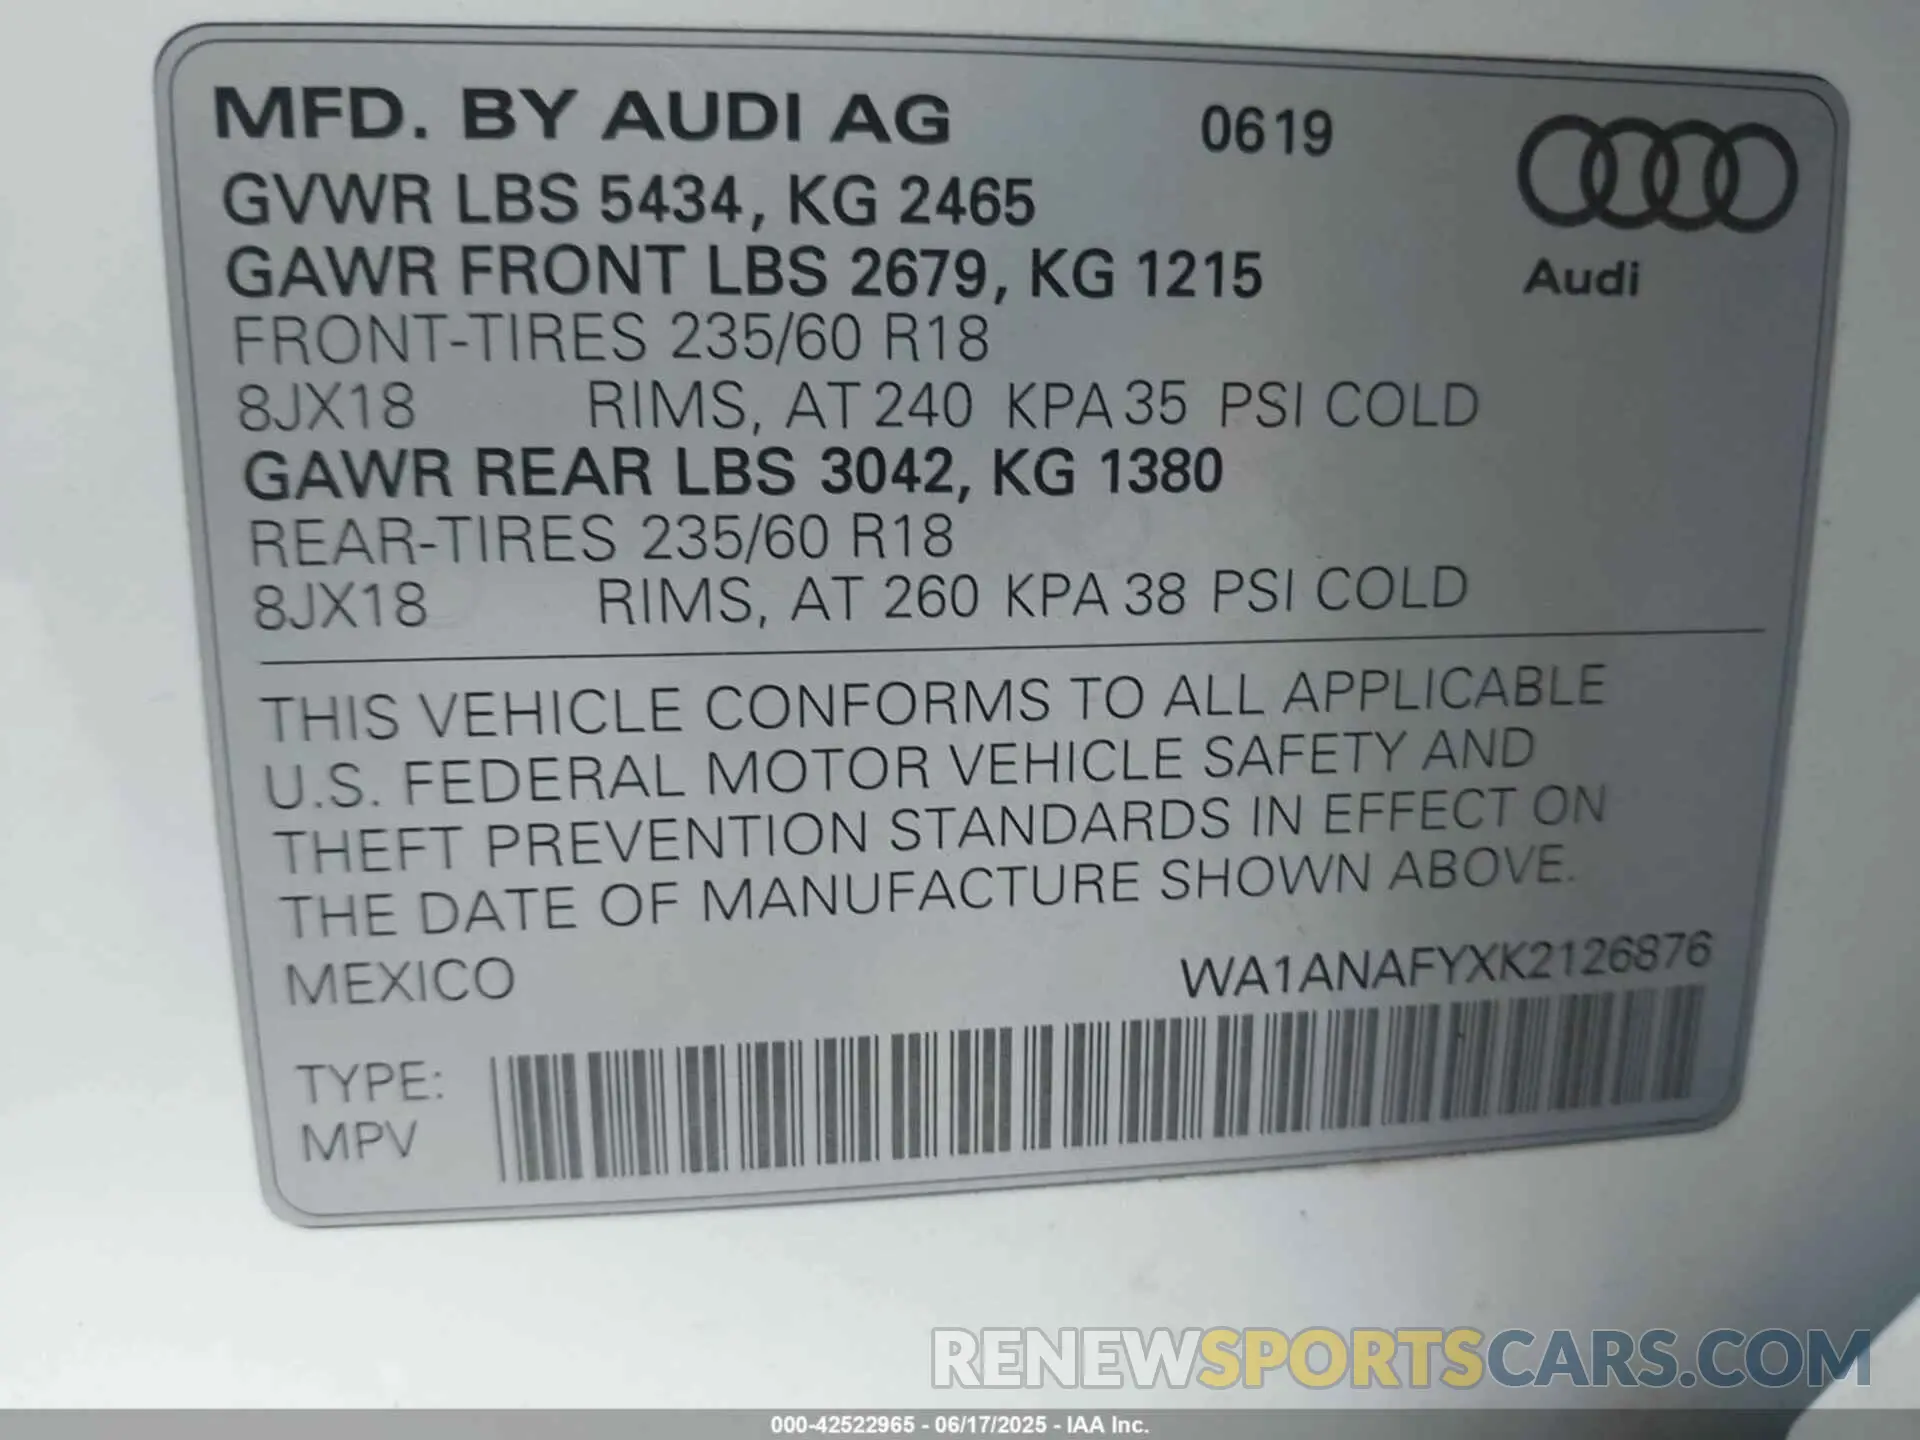 MFD. BY AUDI AG 0619
GVWR LBS 5434, KG 2465
GAWR FRONT LBS 2679, KG 1215
Audi
FRONT-TIRES 235/60 R18
8JX18 RIMS, AT 240 KPA 35 PSI COLD
GAWR REAR LBS 3042, KG 1380
REAR-TIRES 235/60 R18
8JX18 RIMS, AT 260 KPA 38 PSI COLD
THIS VEHICLE CONFORMS TO ALL APPLICABLE
U.S. FEDERAL MOTOR VEHICLE SAFETY AND
THEFT PREVENTION STANDARDS IN EFFECT ON
THE DATE OF MANUFACTURE SHOWN ABOVE.
MEXICO WA1ANAFYXK2126876
TYPE:
MPV
RENEWSPORTSCARS.COM
000-42522965 - 06/17/2025 - IAA Inc.